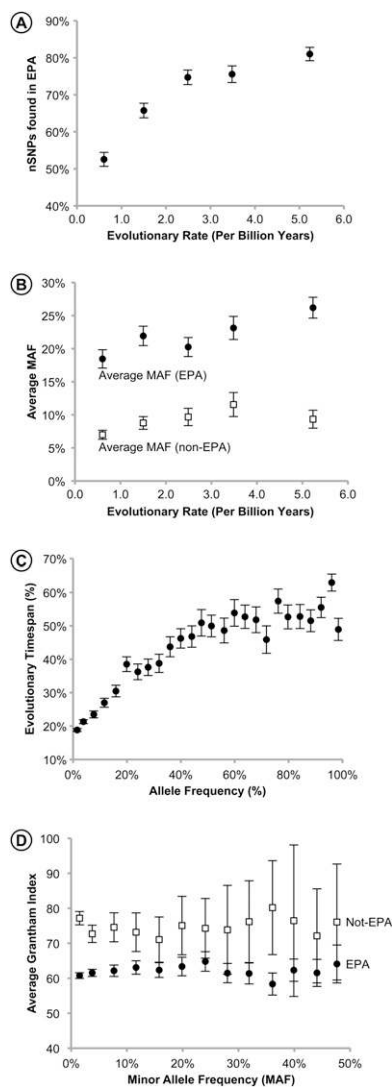 A
nSNPs found in EPA
90%
80%
70%
60%
50%
40%
0.0 1.0 2.0 3.0 4.0 5.0 6.0
Evolutionary Rate (Per Billion Years)
B
Average MAF
30%
25%
20%
15%
10%
5%
0%
Average MAF (EPA)
Average MAF (non-EPA)
0.0 1.0 2.0 3.0 4.0 5.0 6.0
Evolutionary Rate (Per Billion Years)
C
Evolutionary Timespan (%)
70%
60%
50%
40%
30%
20%
10%
0% 20% 40% 60% 80% 100%
Allele Frequency (%)
D
Average Grantham Index
100
90
80
70
60
50
40
Not-EPA
EPA
0% 10% 20% 30% 40% 50%
Minor Allele Frequency (MAF)